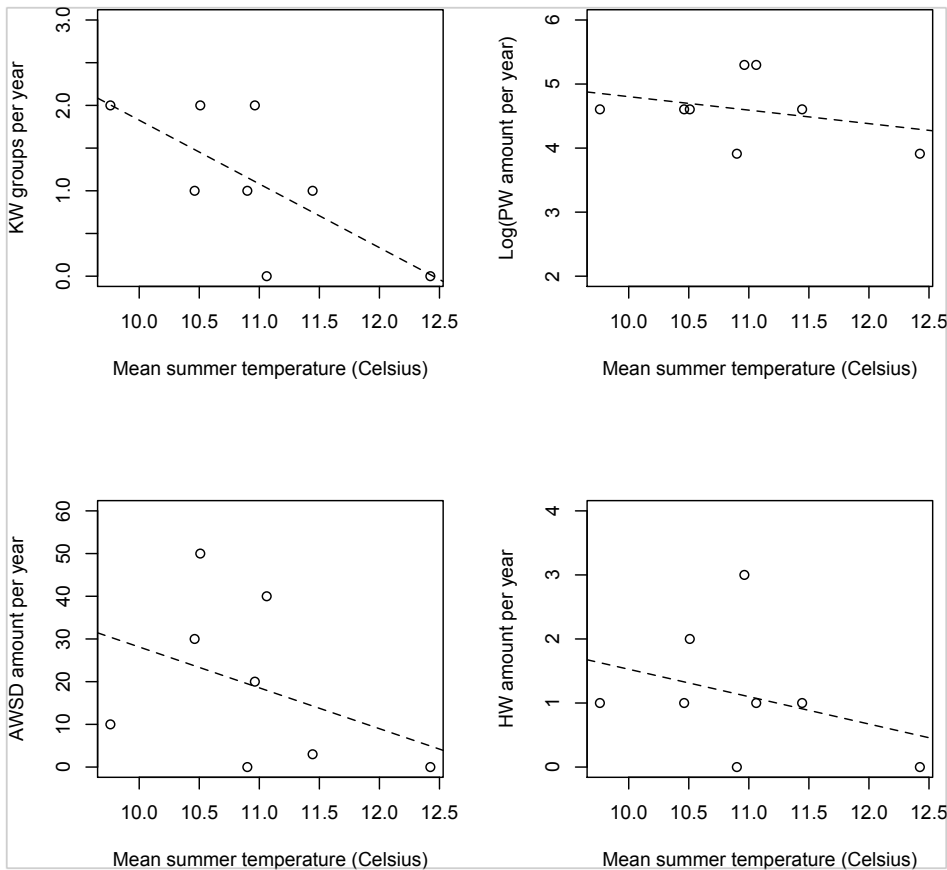 KW groups per year
0.0 1.0 2.0 3.0
10.0 10.5 11.0 11.5 12.0 12.5
Mean summer temperature (Celsius)
Log(PW amount per year)
2 3 4 5 6
10.0 10.5 11.0 11.5 12.0 12.5
Mean summer temperature (Celsius)
AWSD amount per year
0 10 20 30 40 50 60
10.0 10.5 11.0 11.5 12.0 12.5
Mean summer temperature (Celsius)
HW amount per year
0 1 2 3 4
10.0 10.5 11.0 11.5 12.0 12.5
Mean summer temperature (Celsius)